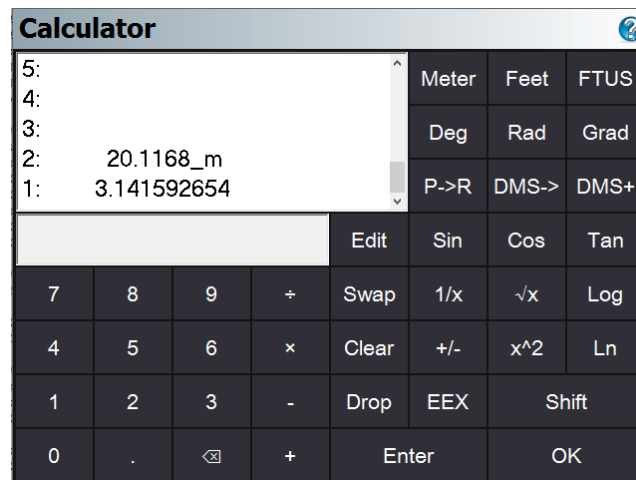 Calculator
5:
4:
3:
2: 20.1168_m
1: 3.141592654
Meter Feet FTUS
Deg Rad Grad
P->R DMS-> DMS+
Edit Sin Cos Tan
7 8 9 ÷ Swap 1/x √x Log
4 5 6 × Clear +/- x^2 Ln
1 2 3 - Drop EEX Shift
0 . ⌫ + Enter OK